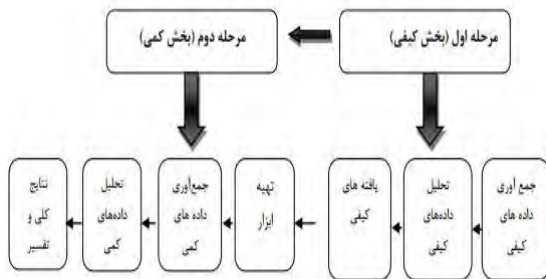 مرحله اول (بخش کیفی)
مرحله دوم (بخش کمی)
جمع آوری
داده های
کیفی
تحلیل
داده‌های
کیفی
یافته های
کیفی
تهیه
ابزار
جمع‌آوری
داده های
کمی
تحلیل
داده‌های
کمی
نتایج
کلی و
تفسیر